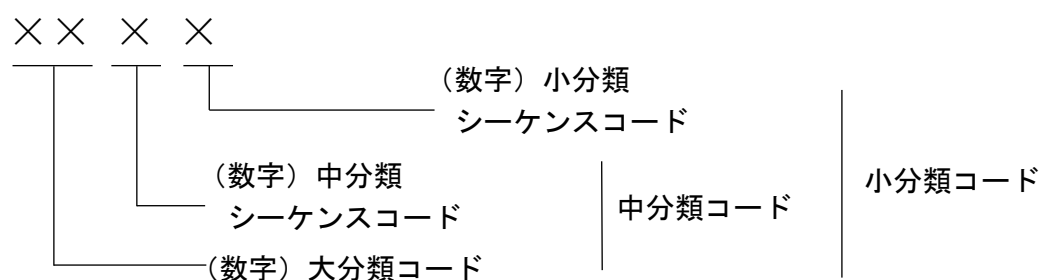 ×× × ×
（数字）小分類
シーケンスコード
（数字）中分類
シーケンスコード
（数字）大分類コード
中分類コード
小分類コード